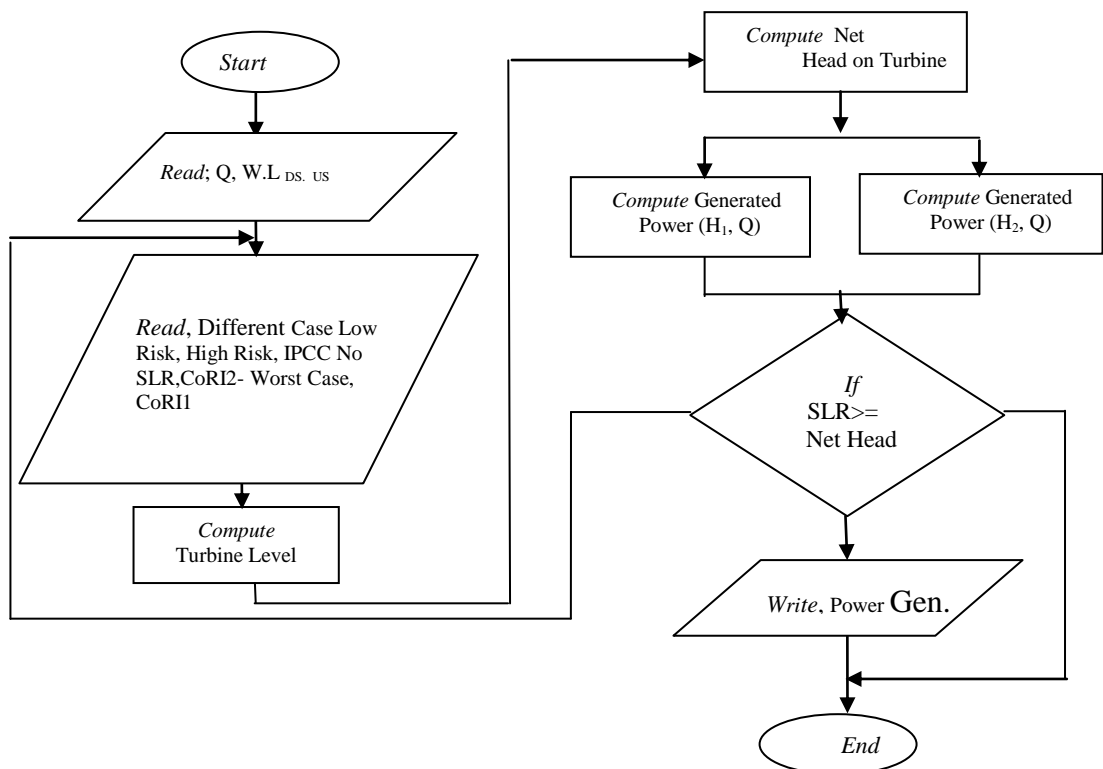 Start
Read; Q, W.L DS. US
Read, Different Case Low
Risk, High Risk, IPCC No
SLR,CoRI2- Worst Case,
CoRI1
Compute
Turbine Level
Compute Net
Head on Turbine
Compute Generated
Power (H₁, Q)
Compute Generated
Power (H₂, Q)
If
SLR>=
Net Head
Write, Power Gen.
End